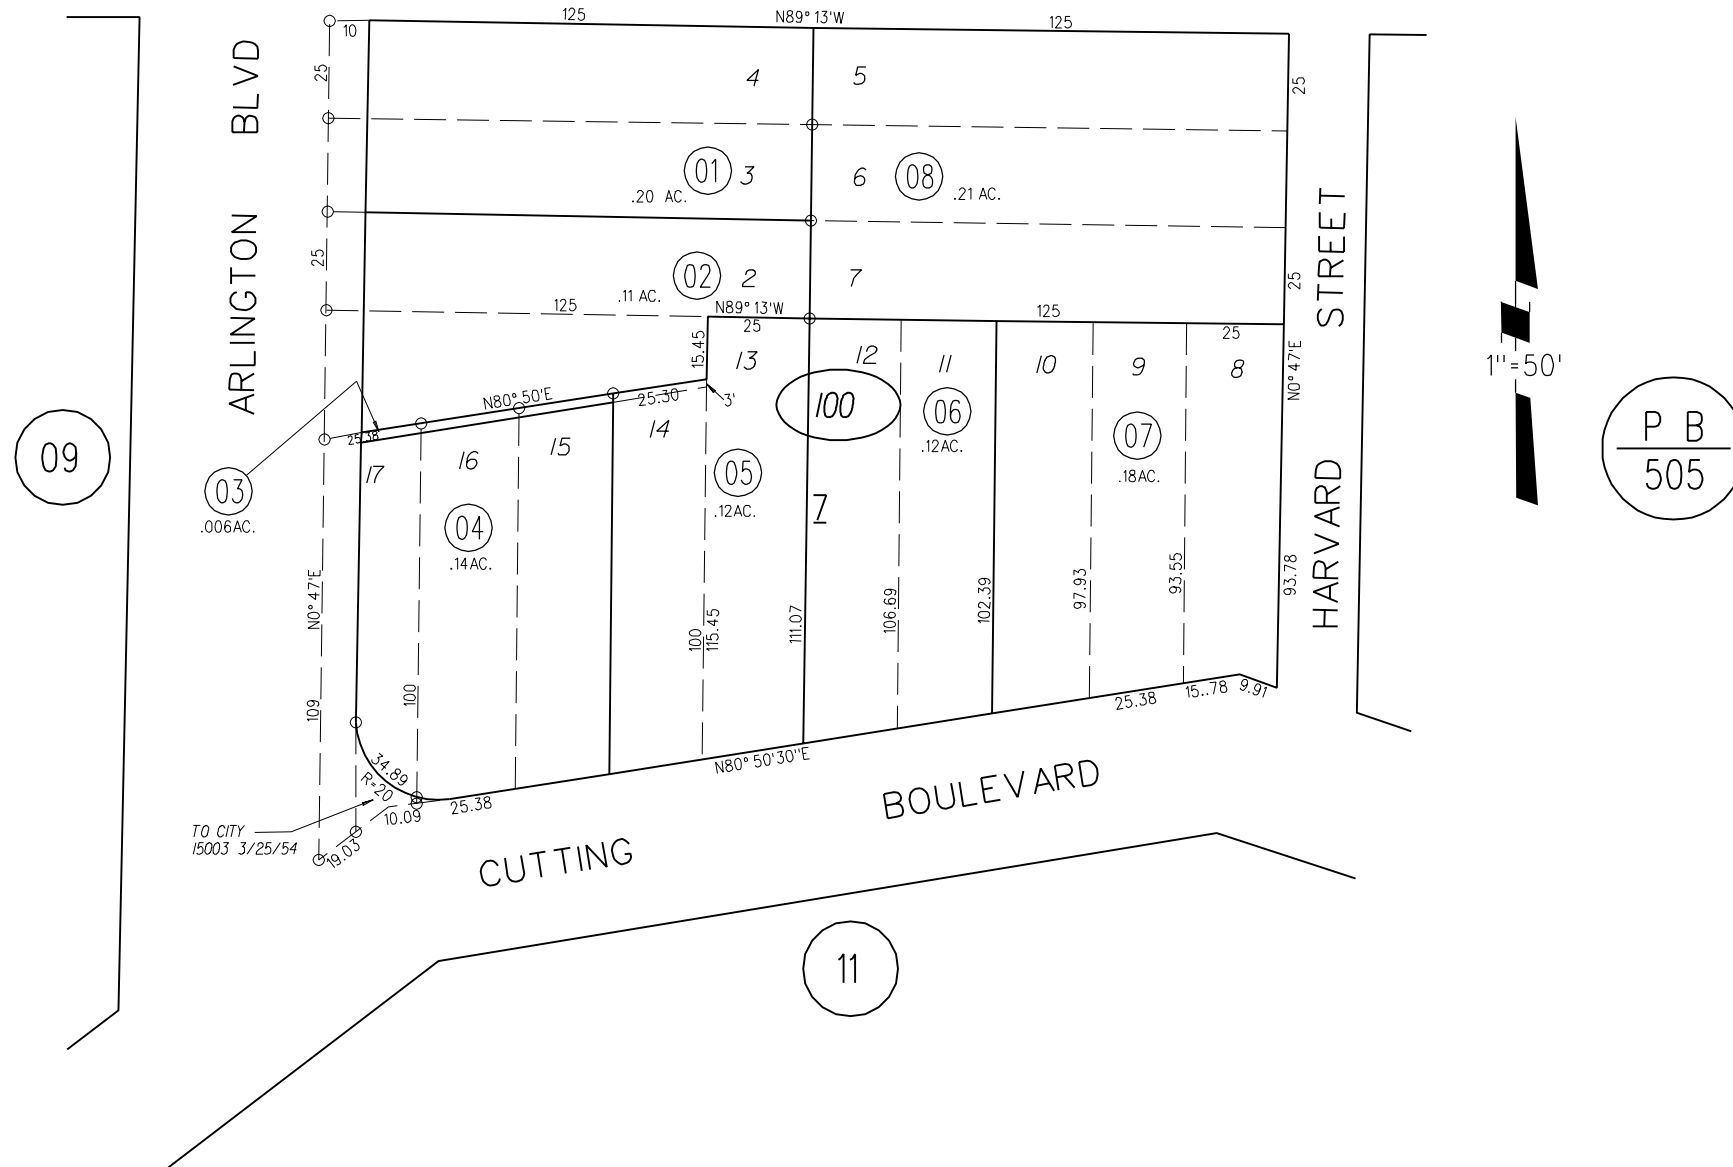 125
N89° 13'W
125
10
25
BLVD
4
5
25
01
3
.20 AC.
6
08
.21 AC.
STREET
ARLINGTON
25
02
2
7
.11 AC.
125
N89° 13'W
25
125
25
25
15.45
13
12
11
10
9
8
N0° 47'E
1"=50'
N80° 50'E
25.30
3'
100
06
.12AC.
07
.18AC.
P B
505
25.38
17
16
15
14
09
03
.006AC.
05
.12AC.
7
04
.14AC.
HARVARD
N0° 47'E
109
100
100
115.45
111.07
106.69
102.39
97.93
93.55
93.78
34.89
R=20
10.09
19.03
25.38
N80° 50'30"E
25.38
15..78
9.91
TO CITY
15003 3/25/54
CUTTING
BOULEVARD
11